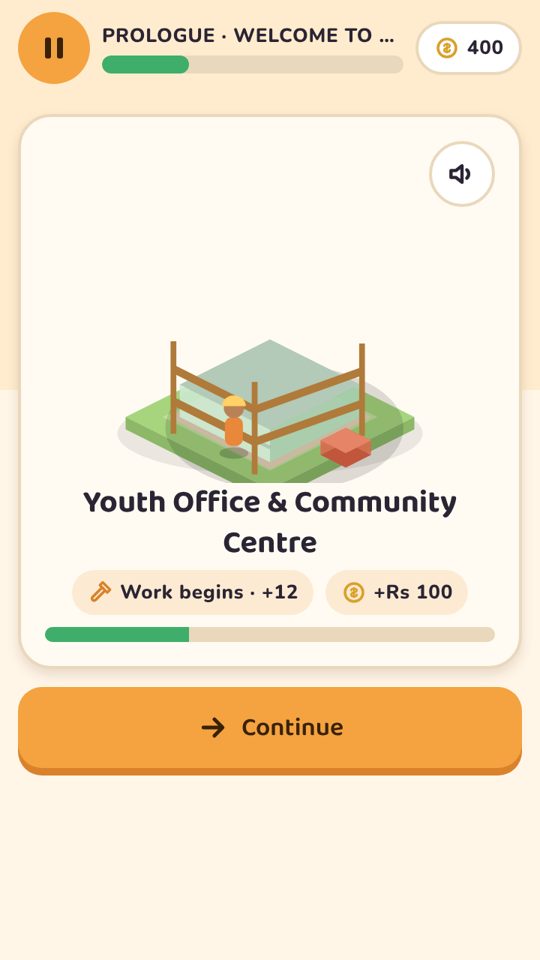 PROLOGUE · WELCOME TO ...
400
Youth Office & Community
Centre
Work begins · +12
+Rs 100
Continue